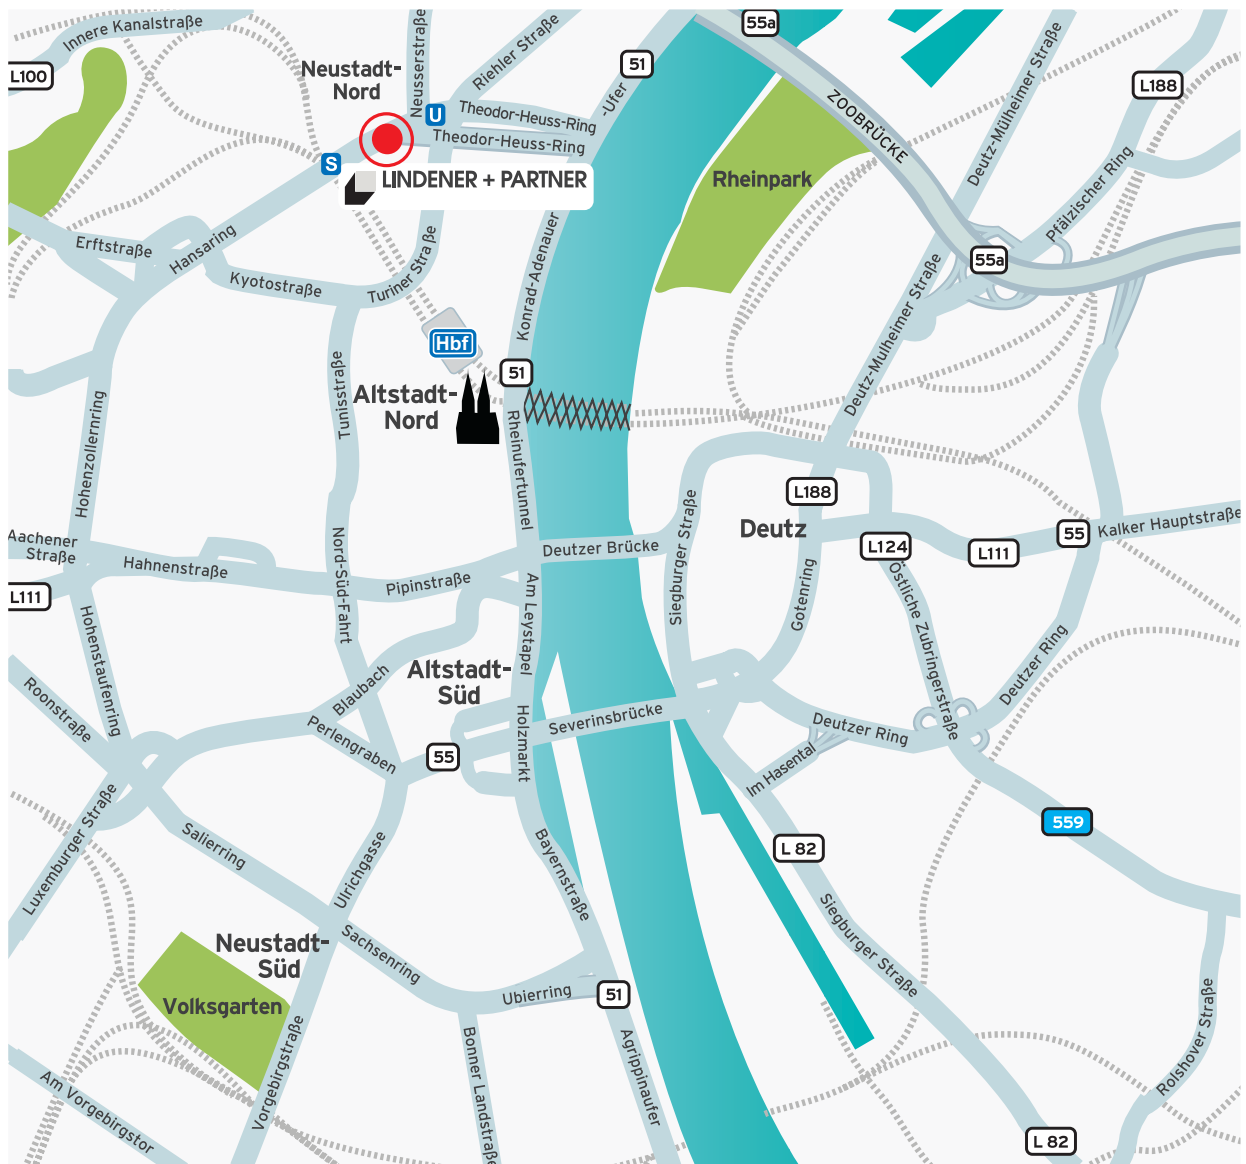 55a
Innere Kanalstraße
Neusserstraße
Riehler Straße
51
-Ufer
L100
Neustadt-
Nord
U
Theodor-Heuss-Ring
Theodor-Heuss-Ring
ZOOBRÜCKE
Deutz-Mülheimer Straße
L188
S
LINDENER + PARTNER
Rheinpark
Pfälzischer Ring
Erftstraße
Hansaring
Kyotostraße
Turiner Straße
Konrad-Adenauer
55a
Deutz-Mulheimer Straße
Hbf
51
Tunisstraße
Altstadt-
Nord
Hohenzollernring
Rheinufertunnel
L188
Siegburger Straße
Deutz
L124
L111
55
Kalker Hauptstraße
Aachener
Straße
Hahnenstraße
Pipinstraße
Deutzer Brücke
Nord-Süd-Fahrt
Am Leystapel
Gotenring
Östliche Zubringerstraße
L111
Hohenstaufenring
Altstadt-
Süd
Blaubach
Deutzer Ring
Roonstraße
Perlengraben
55
Holzmarkt
Severinsbrücke
Deutzer Ring
Im Hasental
Luxemburger Straße
Salierring
Ulrichgasse
Bayernstraße
559
L 82
Siegburger Straße
Neustadt-
Süd
Sachsenring
Volksgarten
Ubierring
51
Vorgebirgstraße
Bonner Landstraße
Agrippinaufer
Rolshover Straße
Am Vorgebirgstor
L 82